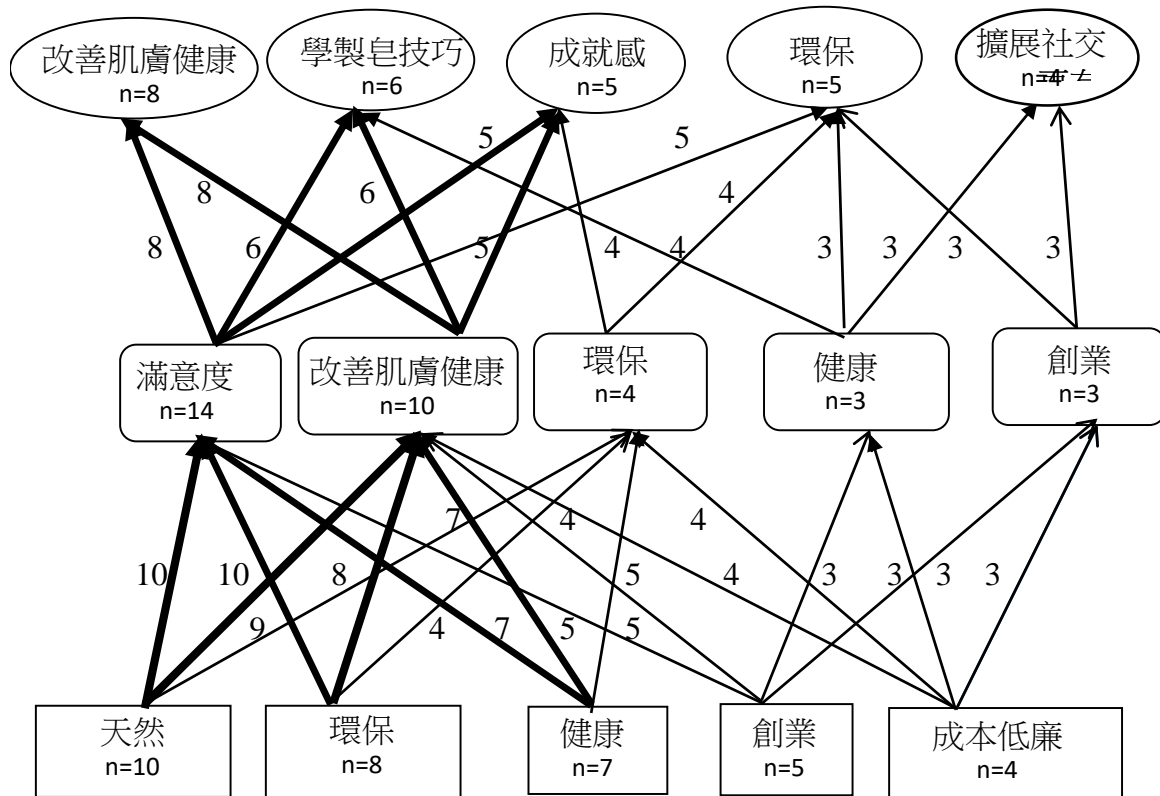 改善肌膚健康
n=8
學製皂技巧
n=6
成就感
n=5
環保
n=5
擴展社交
n=4
5
5
8
6
4
8
6
5
4
4
3
3
3
3
滿意度
n=14
改善肌膚健康
n=10
環保
n=4
健康
n=3
創業
n=3
7
4
4
10
10
8
5
4
3
3
3
3
9
4
7
5
5
天然
n=10
環保
n=8
健康
n=7
創業
n=5
成本低廉
n=4